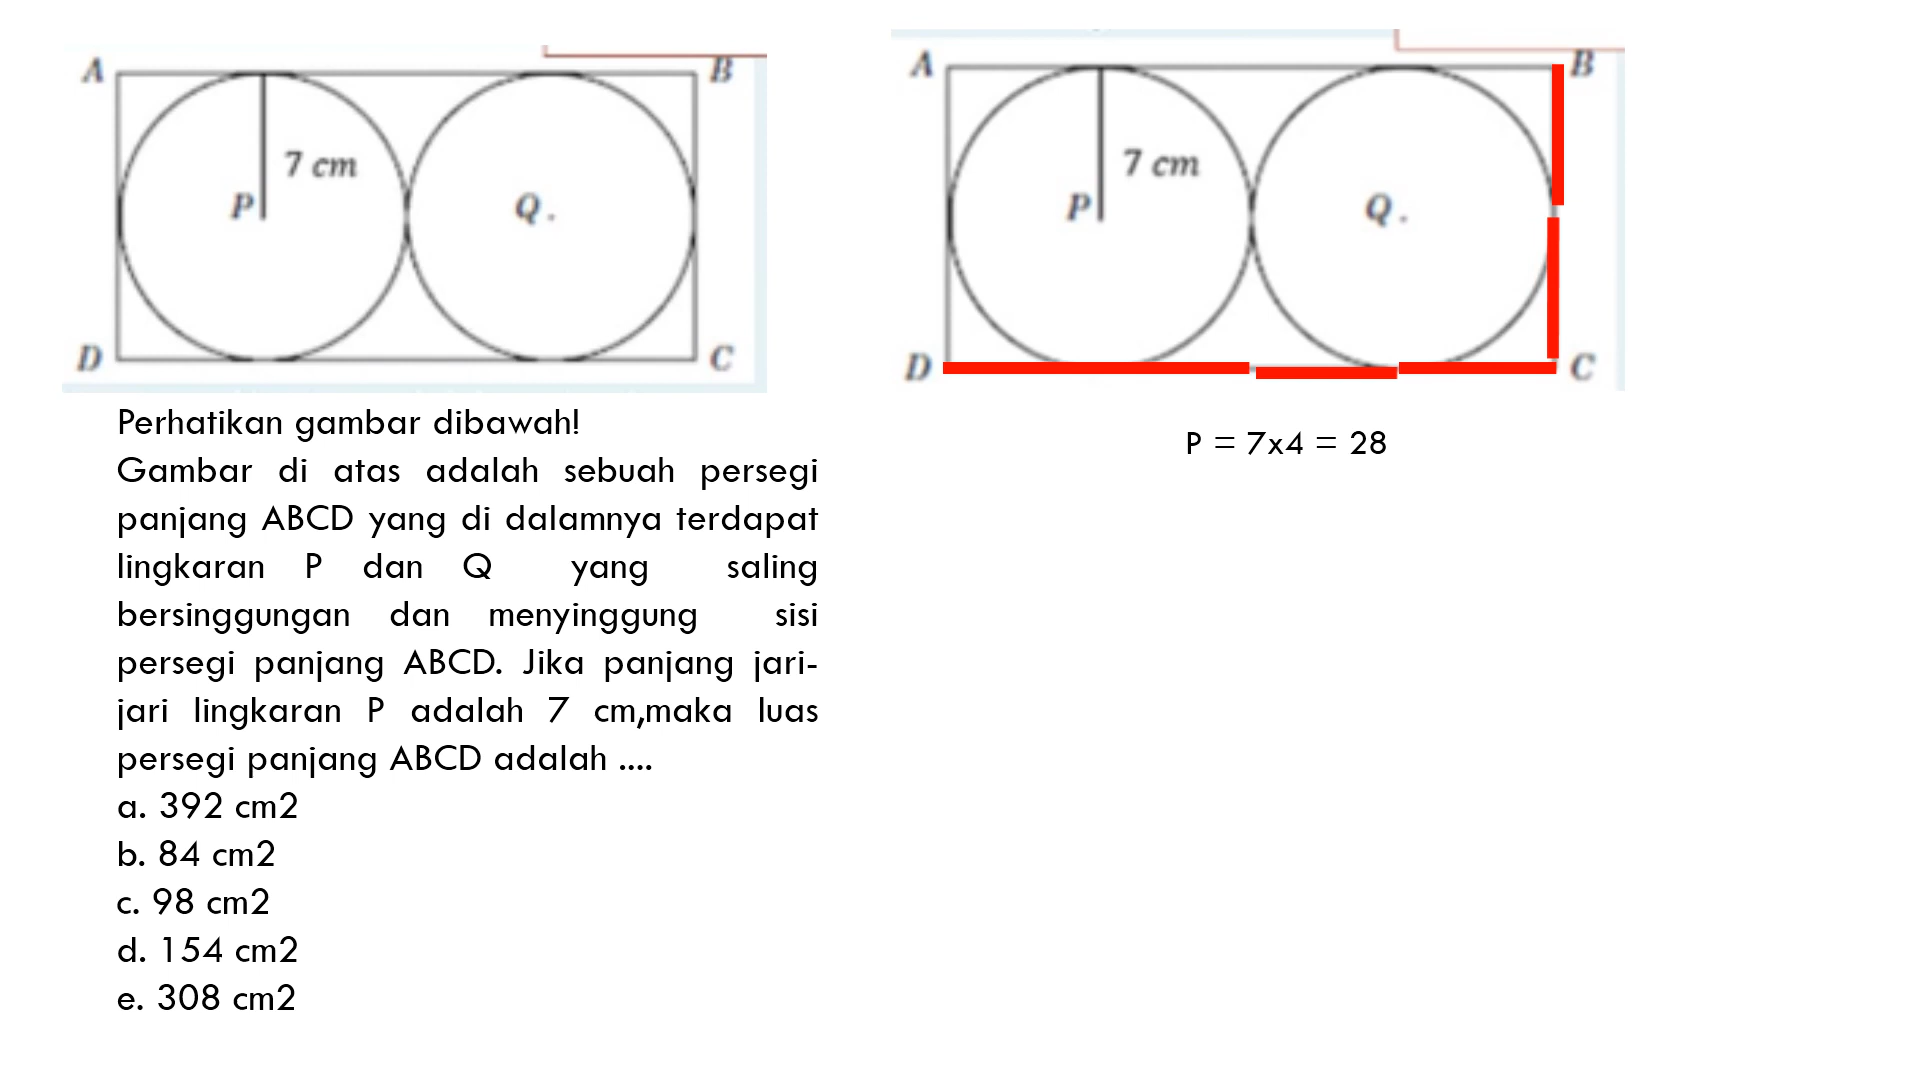 A
B
7 cm
P
Q .
D
C
Perhatikan gambar dibawah!
Gambar di atas adalah sebuah persegi
panjang ABCD yang di dalamnya terdapat
lingkaran P dan Q yang saling
bersinggungan dan menyinggung sisi
persegi panjang ABCD. Jika panjang jari-
jari lingkaran P adalah 7 cm,maka luas
persegi panjang ABCD adalah ....
a. 392 cm2
b. 84 cm2
c. 98 cm2
d. 154 cm2
e. 308 cm2
A
B
7 cm
P
Q .
D
C
P = 7x4 = 28